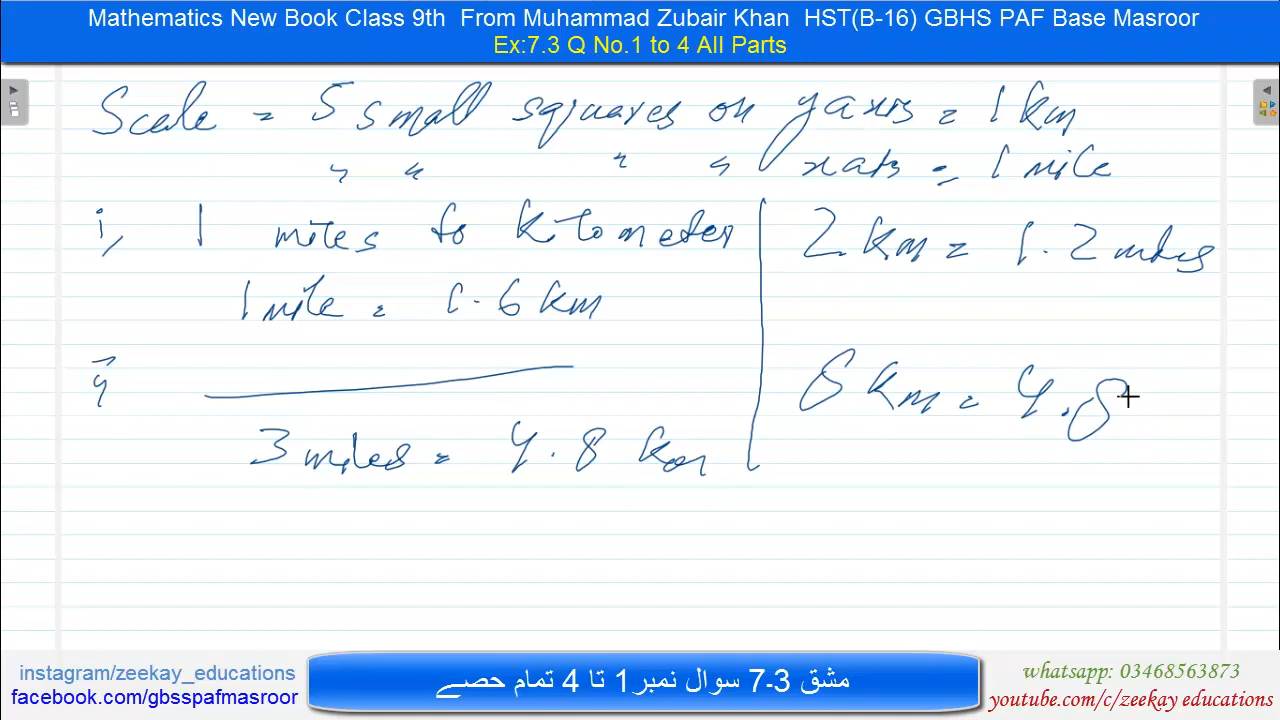 Mathematics New Book Class 9th From Muhammad Zubair Khan HST(B-16) GBHS PAF Base Masroor
Ex:7.3 Q No.1 to 4 All Parts
Scale = 5 small squares on y axis = 1 km
" " " " x axis = 1 mile
i, 1 miles to kilometer
1 mile = 1.6 km
3 miles = 4.8 km
2 km = 1.2 miles
8 km = 4.8
instagram/zeekay_educations
facebook.com/gbsspafmasroor
مشق 3-7 سوال نمبر1 تا 4 تمام حصے
whatsapp: 03468563873
youtube.com/c/zeekay educations